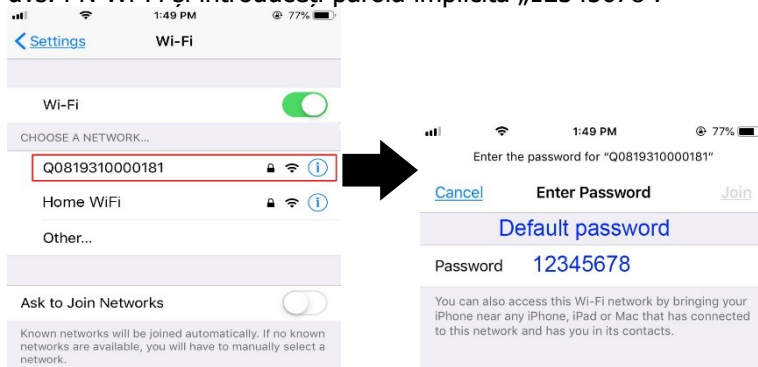 1:49 PM 77%
Settings Wi-Fi
Wi-Fi
CHOOSE A NETWORK...
Q0819310000181
Home WiFi
Other...
Ask to Join Networks
Known networks will be joined automatically. If no known
networks are available, you will have to manually select a
network.
1:49 PM 77%
Enter the password for “Q0819310000181”
Cancel Enter Password Join
Default password
Password 12345678
You can also access this Wi-Fi network by bringing your
iPhone near any iPhone, iPad or Mac that has connected
to this network and has you in its contacts.